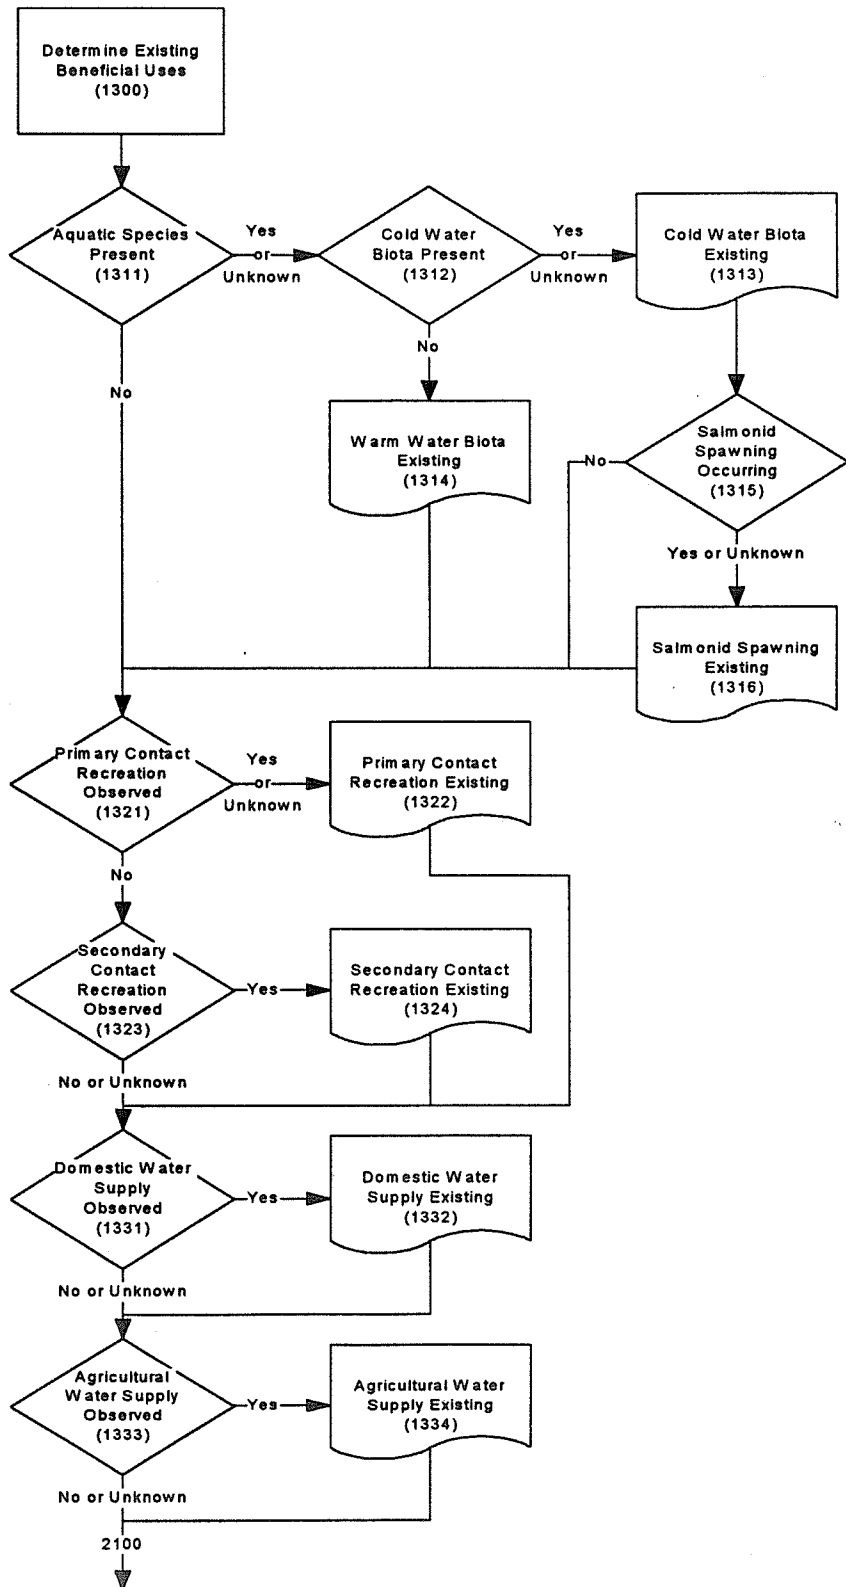 Determine Existing
Beneficial Uses
(1300)
Aquatic Species
Present
(1311)
Yes
or
Unknown
Cold Water
Biota Present
(1312)
Yes
or
Unknown
Cold Water Biota
Existing
(1313)
No
No
Warm Water Biota
Existing
(1314)
No
Salmonid
Spawning
Occurring
(1315)
Yes or Unknown
Salmonid Spawning
Existing
(1316)
Primary Contact
Recreation
Observed
(1321)
Yes
or
Unknown
Primary Contact
Recreation Existing
(1322)
No
Secondary
Contact
Recreation
Observed
(1323)
Yes
Secondary Contact
Recreation Existing
(1324)
No or Unknown
Domestic Water
Supply
Observed
(1331)
Yes
Domestic Water
Supply Existing
(1332)
No or Unknown
Agricultural
Water Supply
Observed
(1333)
Yes
Agricultural Water
Supply Existing
(1334)
No or Unknown
2100